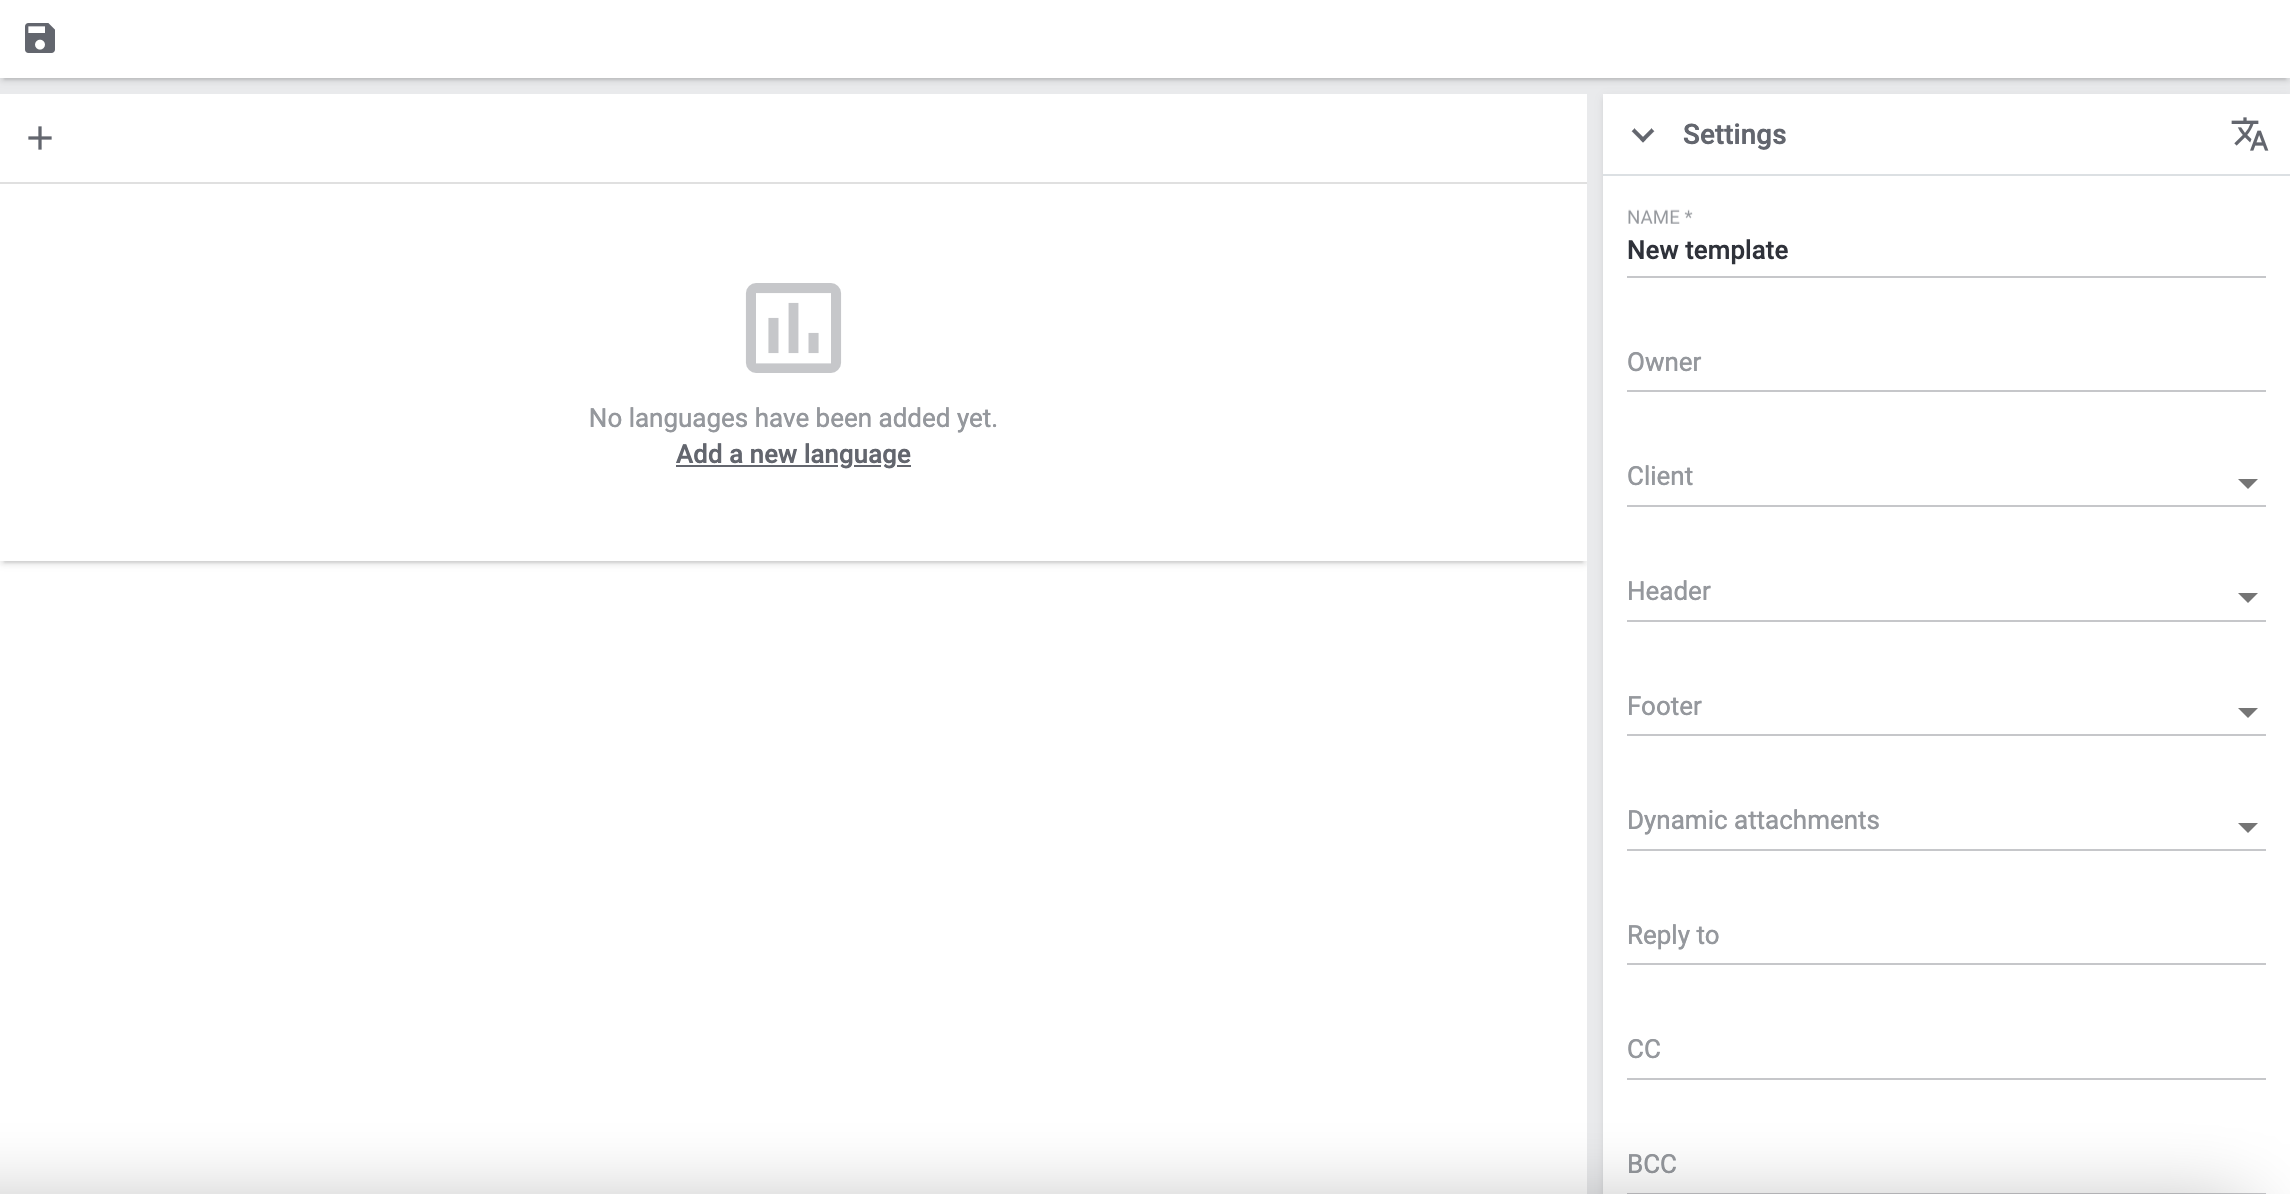 No languages have been added yet.
Add a new language
Settings
NAME *
New template
Owner
Client
Header
Footer
Dynamic attachments
Reply to
CC
BCC